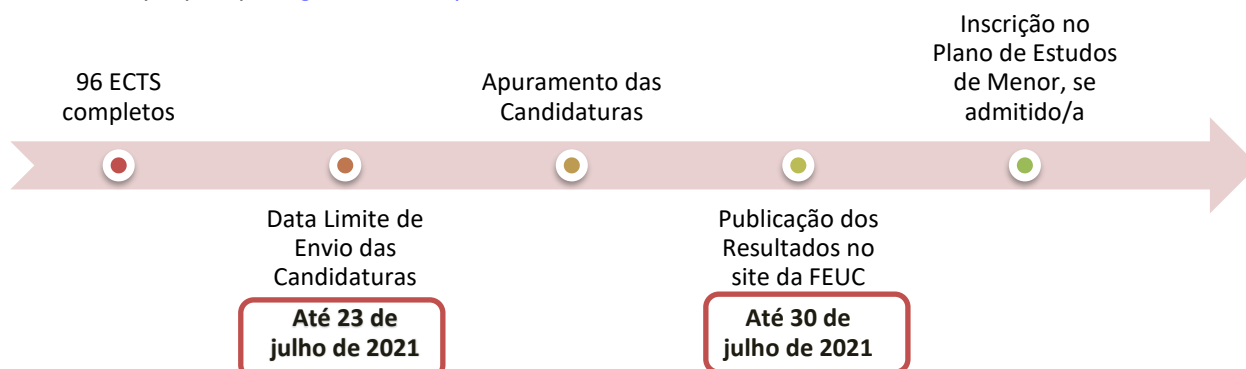 96 ECTS
completos
Data Limite de
Envio das
Candidaturas
Até 23 de
julho de 2021
Apuramento das
Candidaturas
Publicação dos
Resultados no
site da FEUC
Até 30 de
julho de 2021
Inscrição no
Plano de Estudos
de Menor, se
admitido/a